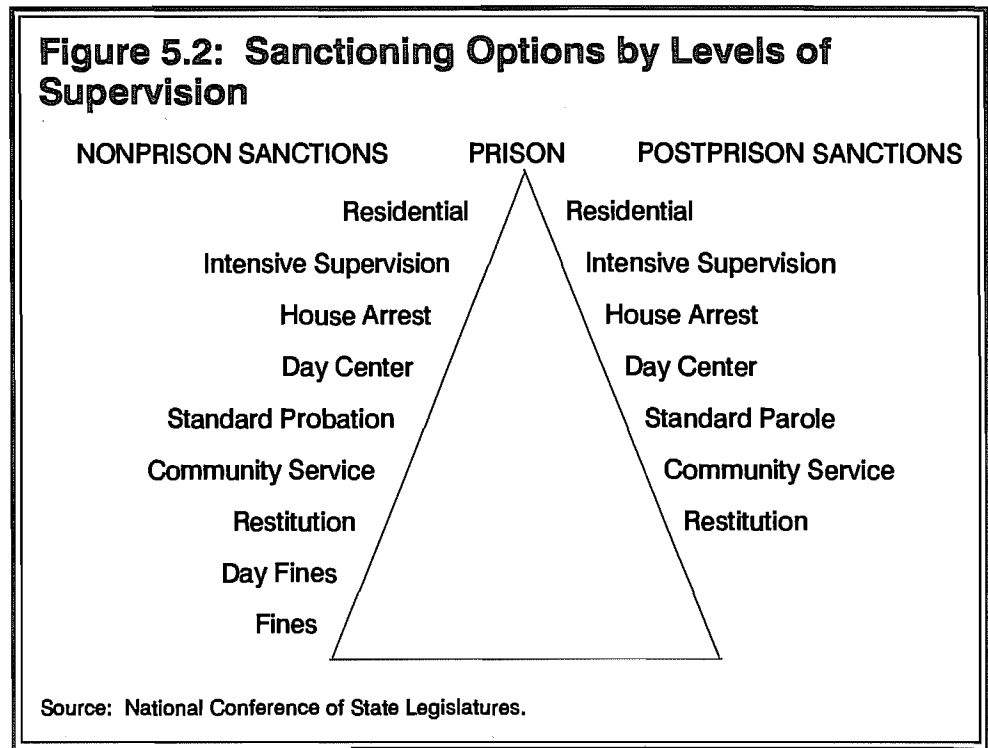 Figure 5.2: Sanctioning Options by Levels of
Supervision
NONPRISON SANCTIONS PRISON POSTPRISON SANCTIONS
Residential Residential
Intensive Supervision Intensive Supervision
House Arrest House Arrest
Day Center Day Center
Standard Probation Standard Parole
Community Service Community Service
Restitution Restitution
Day Fines
Fines
Source: National Conference of State Legislatures.